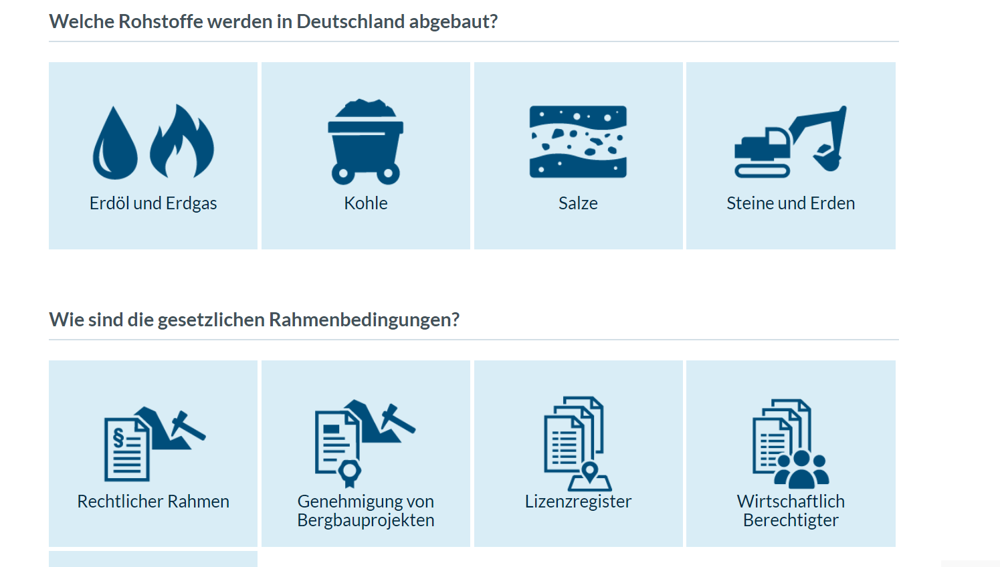 Welche Rohstoffe werden in Deutschland abgebaut?
Erdöl und Erdgas
Kohle
Salze
Steine und Erden
Wie sind die gesetzlichen Rahmenbedingungen?
§
Rechtlicher Rahmen
Genehmigung von
Bergbauprojekten
Lizenzregister
Wirtschaftlich
Berechtigter